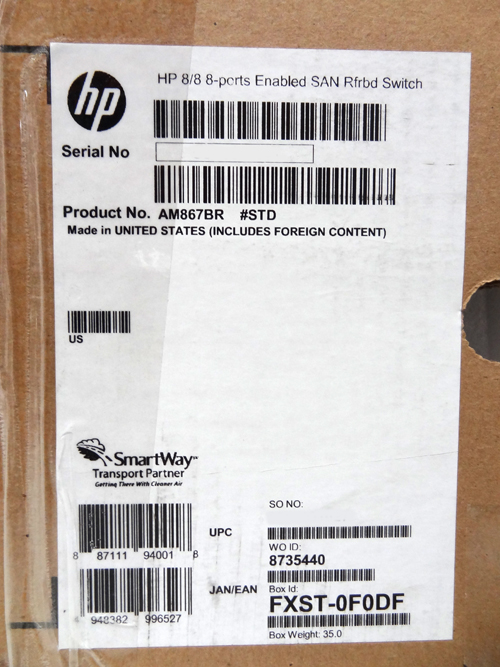 hp
HP 8/8 8-ports Enabled SAN Rfrbd Switch
Serial No
Product No. AM867BR #STD
Made in UNITED STATES (INCLUDES FOREIGN CONTENT)
US
SmartWay
Transport Partner
Getting There With Cleaner Air
SO NO:
UPC
8 87111 94001 8
WO ID:
8735440
JAN/EAN
Box Id:
FXST-0F0DF
4 948382 996527
Box Weight: 35.0